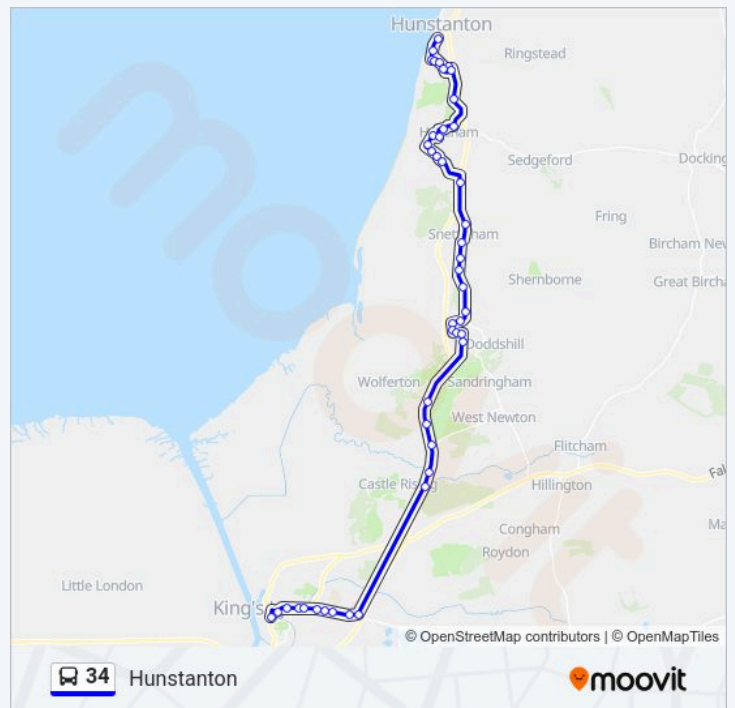 Hunstanton
Ringstead
Sedgeford
Docking
Fring
Bircham New
Shernborne
Great Bircha
Doddshill
Wolferton
Sandringham
West Newton
Flitcham
Castle Rising
Hillington
Congham
Roydon
Little London
King's
© OpenStreetMap contributors | © OpenMapTiles
34 Hunstanton
moovit